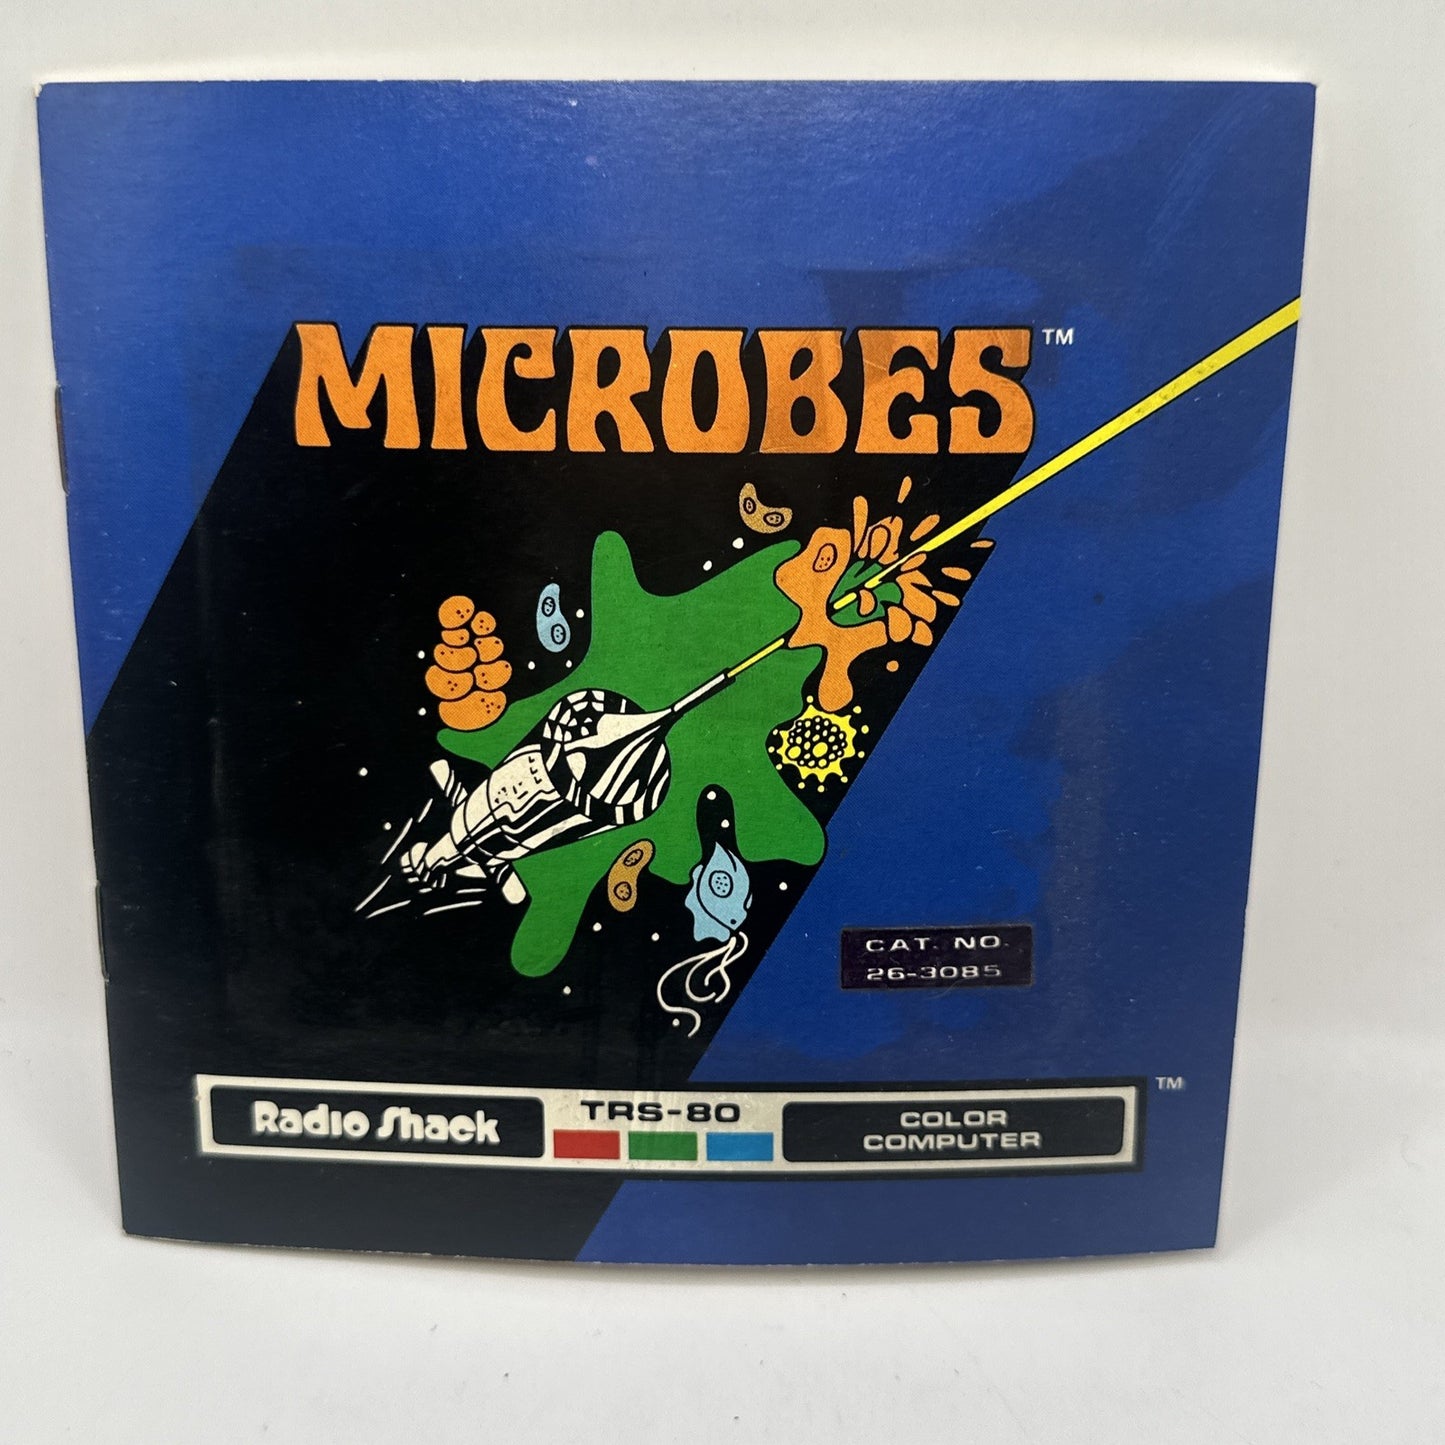 MICROBES™
CAT. NO.
26-3085
Radio Shack
TRS-80
COLOR
COMPUTER
™